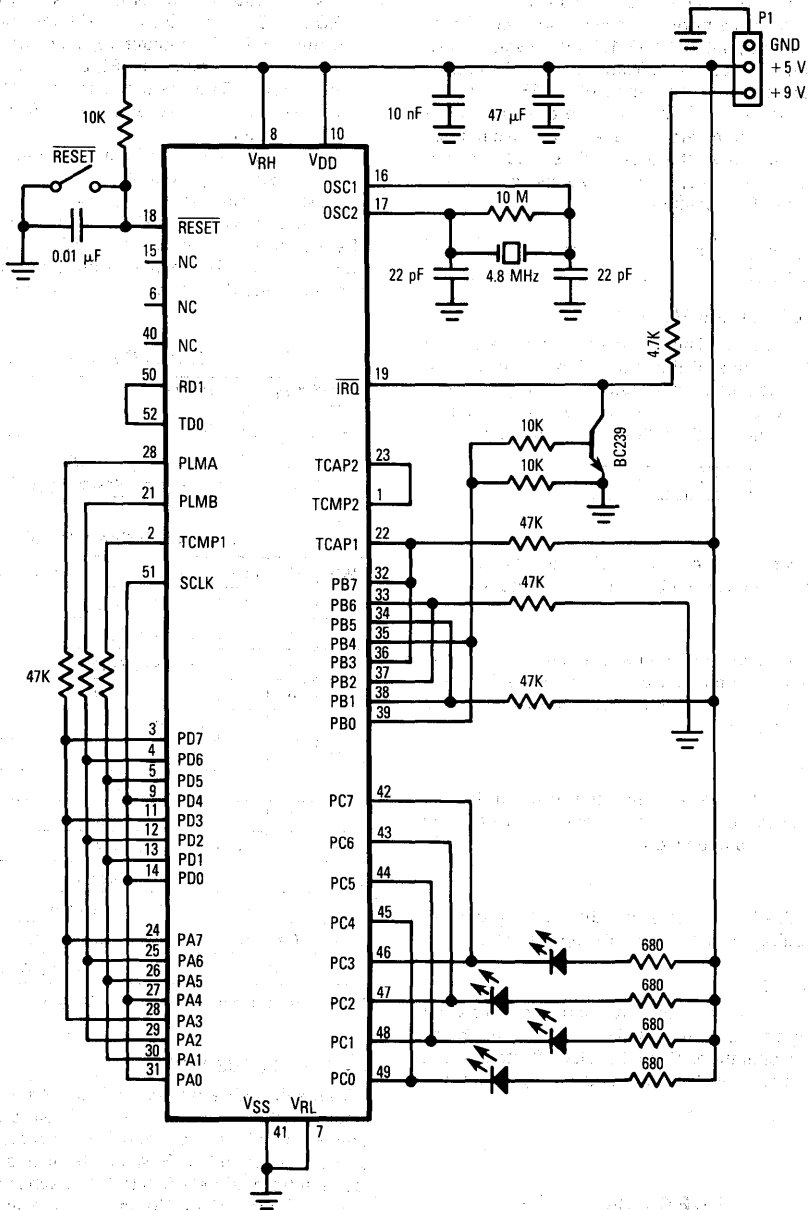 P1
GND
+5 V
+9 V
10K
RESET
0.01 µF
10 nF
47 µF
8
10
VRH
VDD
16
OSC1
17
OSC2
10 M
22 pF
4.8 MHz
22 pF
18
RESET
15
NC
6
NC
40
NC
50
RD1
52
TD0
28
PLMA
21
PLMB
2
TCMP1
51
SCLK
47K
3
PD7
4
PD6
5
PD5
9
PD4
11
PD3
12
PD2
13
PD1
14
PD0
24
PA7
25
PA6
26
PA5
27
PA4
28
PA3
29
PA2
30
PA1
31
PA0
IRQ
19
4.7K
10K
10K
BC239
TCAP2
23
TCMP2
1
TCAP1
22
47K
PB7
32
PB6
33
47K
PB5
34
PB4
35
PB3
36
PB2
37
PB1
38
47K
PB0
39
PC7
42
PC6
43
PC5
44
PC4
45
PC3
46
680
PC2
47
680
PC1
48
680
PC0
49
680
VSS
VRL
41
7